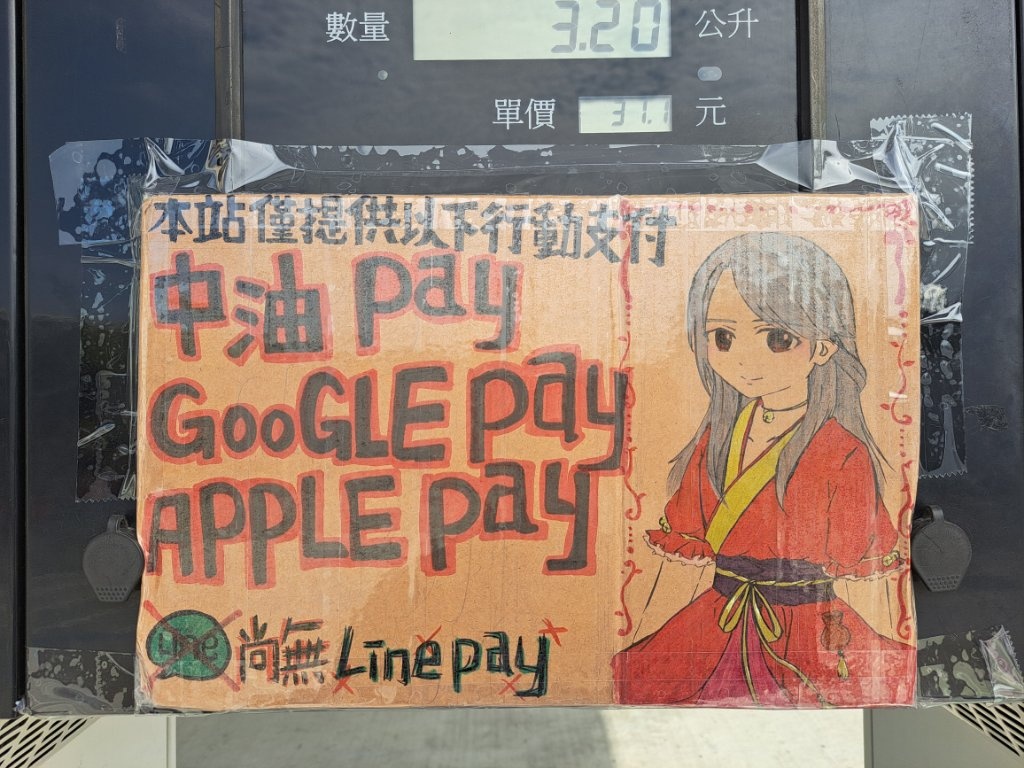 數量 3.20 公升
單價 31.1 元
本站僅提供以下行動支付
中油 pay
GooGLE pay
APPLE pay
LINE 尚無 Line pay